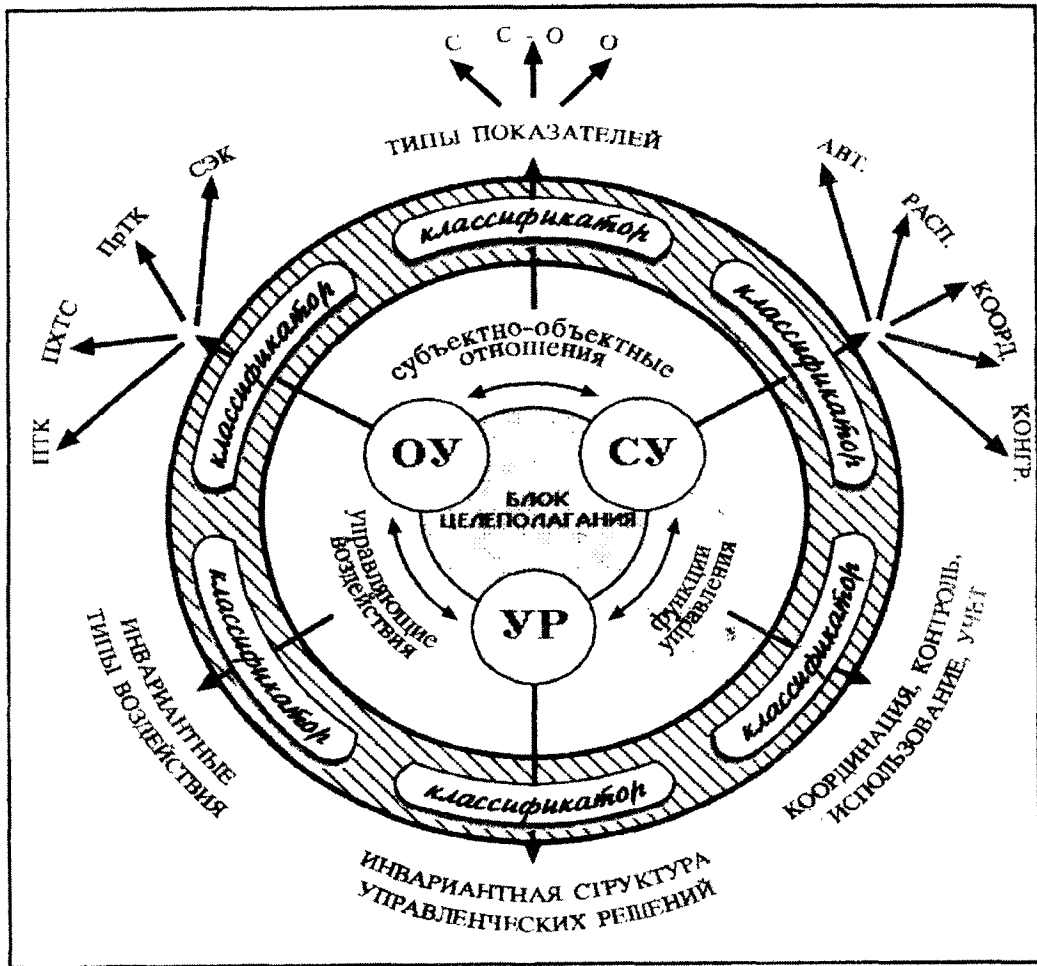 С С - О О
ТИПЫ ПОКАЗАТЕЛЕЙ
СЭК
ПрТК
ПХТС
ПТК
АВТ.
РАСП.
КООРД.
КОНГР.
классификатор
классификатор
классификатор
субъектно-объектные
отношения
ОУ
СУ
БЛОК
ЦЕЛЕПОЛАГАНИЯ
управляющие
воздействия
функции
управления
УР
классификатор
классификатор
классификатор
ИНВАРИАНТНЫЕ
ТИПЫ ВОЗДЕЙСТВИЯ
КООРДИНАЦИЯ, КОНТРОЛЬ,
ИСПОЛЬЗОВАНИЕ, УЧЕТ
ИНВАРИАНТНАЯ СТРУКТУРА
УПРАВЛЕНЧЕСКИХ РЕШЕНИЙ